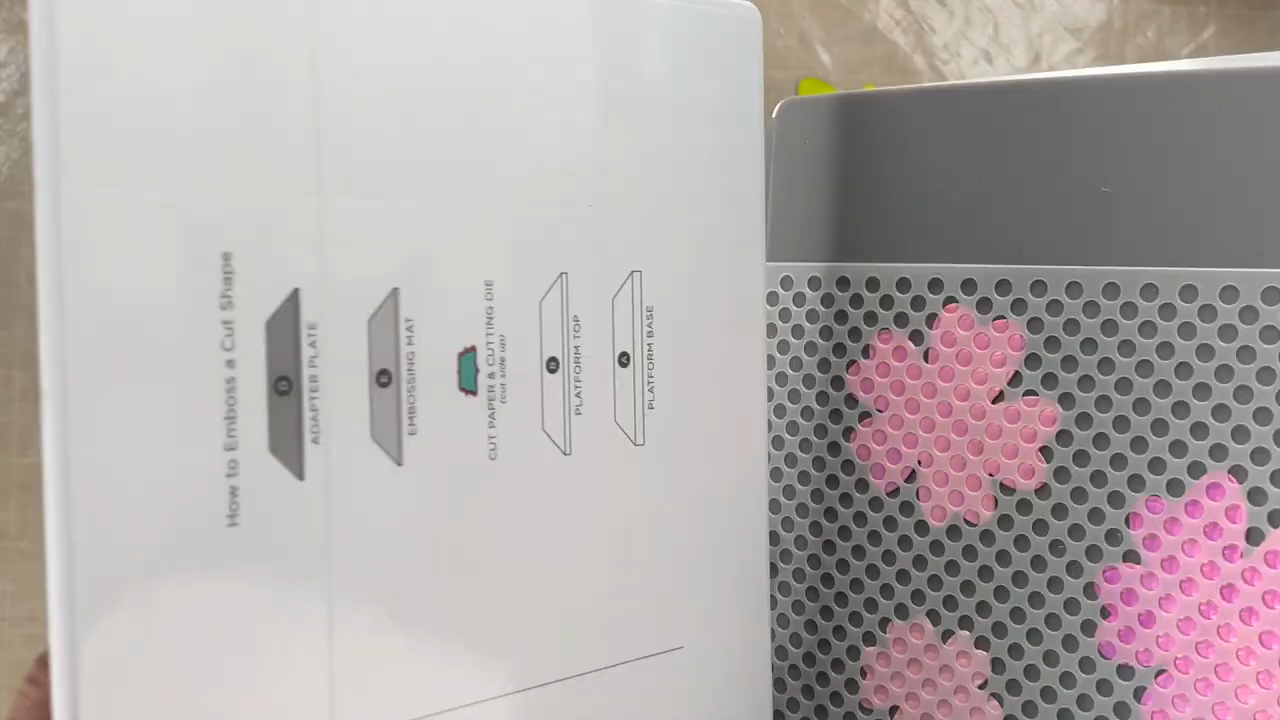 How to Emboss a Cut Shape
D
ADAPTER PLATE
E
EMBOSSING MAT
CUT PAPER & CUTTING DIE
(cut side up)
B
PLATFORM TOP
A
PLATFORM BASE